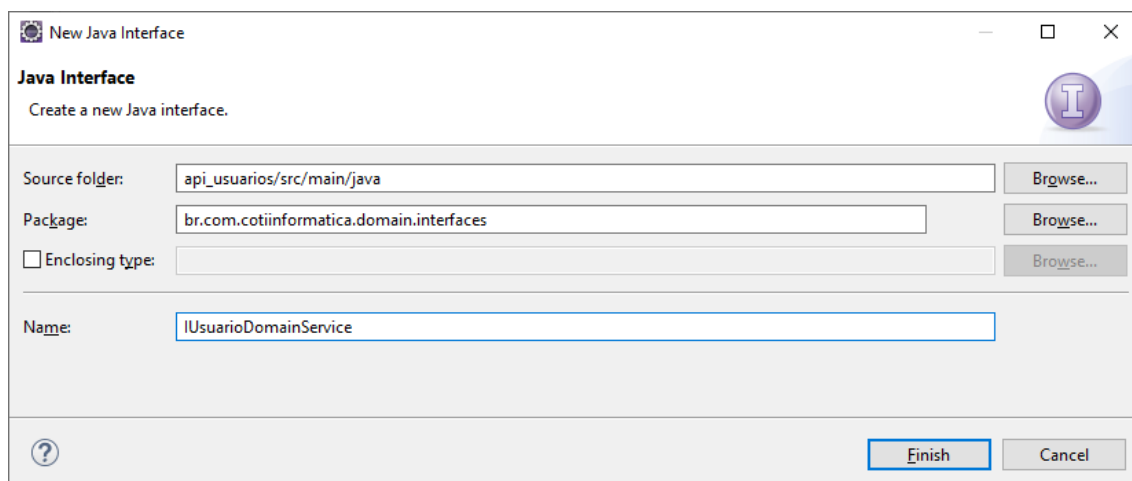 New Java Interface
Java Interface
Create a new Java interface.
I
Source folder: api_usuarios/src/main/java Browse...
Package: br.com.cotiinformatica.domain.interfaces Browse...
Enclosing type: Browse...
Name: IUsuarioDomainService
? Finish Cancel